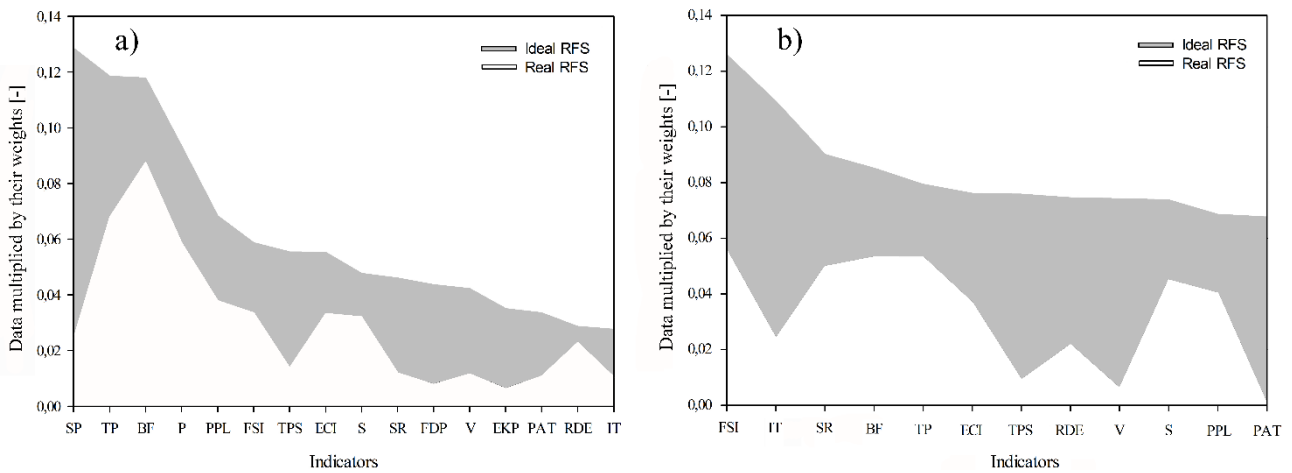 a)
Ideal RFS
Real RFS
Data multiplied by their weights [-]
0,14
0,12
0,10
0,08
0,06
0,04
0,02
0,00
SP TP BF P PPL FSI TPS ECI S SR FDP V EKP PAT RDE IT
Indicators
b)
Ideal RFS
Real RFS
Data multiplied by their weights [-]
0,14
0,12
0,10
0,08
0,06
0,04
0,02
0,00
FSI IT SR BF TP ECI TPS RDE V S PPL PAT
Indicators